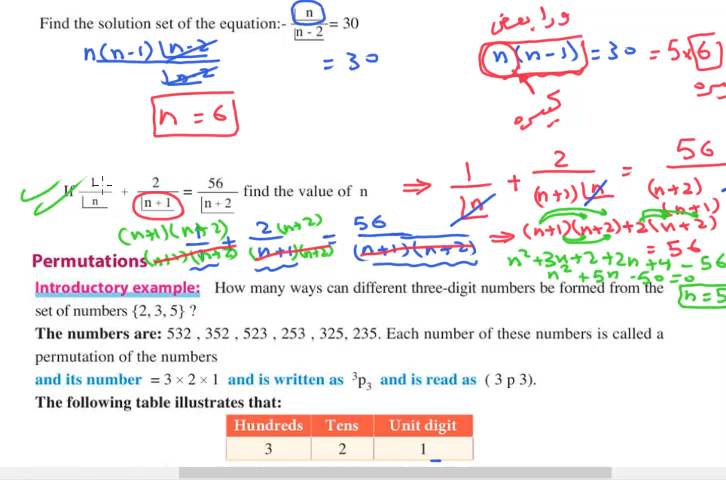 Find the solution set of the equation:- |n / |n - 2 = 30
n(n-1)|n-2 / |n-2 = 30
n = 6
n (n-1) = 30 = 5 × 6
If |1 / |n + 2 / |n + 1 = 56 / |n + 2 find the value of n
⇒ 1 / |n + 2 / (n+1)|n = 56 / (n+2)(n+1)
(n+1)(n+2) / (n+1)(n+2) + 2(n+2) / (n+1)(n+2) = 56 / (n+1)(n+2)
⇒ (n+1)(n+2)+2(n+2) = 56
n²+3n+2+2n+4 = 56
n²+5n-50=0
n=5
Permutations
Introductory example: How many ways can different three-digit numbers be formed from the
set of numbers {2, 3, 5} ?
The numbers are: 532 , 352 , 523 , 253 , 325, 235. Each number of these numbers is called a
permutation of the numbers
and its number = 3 × 2 × 1 and is written as ³p₃ and is read as ( 3 p 3).
The following table illustrates that:
Hundreds Tens Unit digit
3 2 1